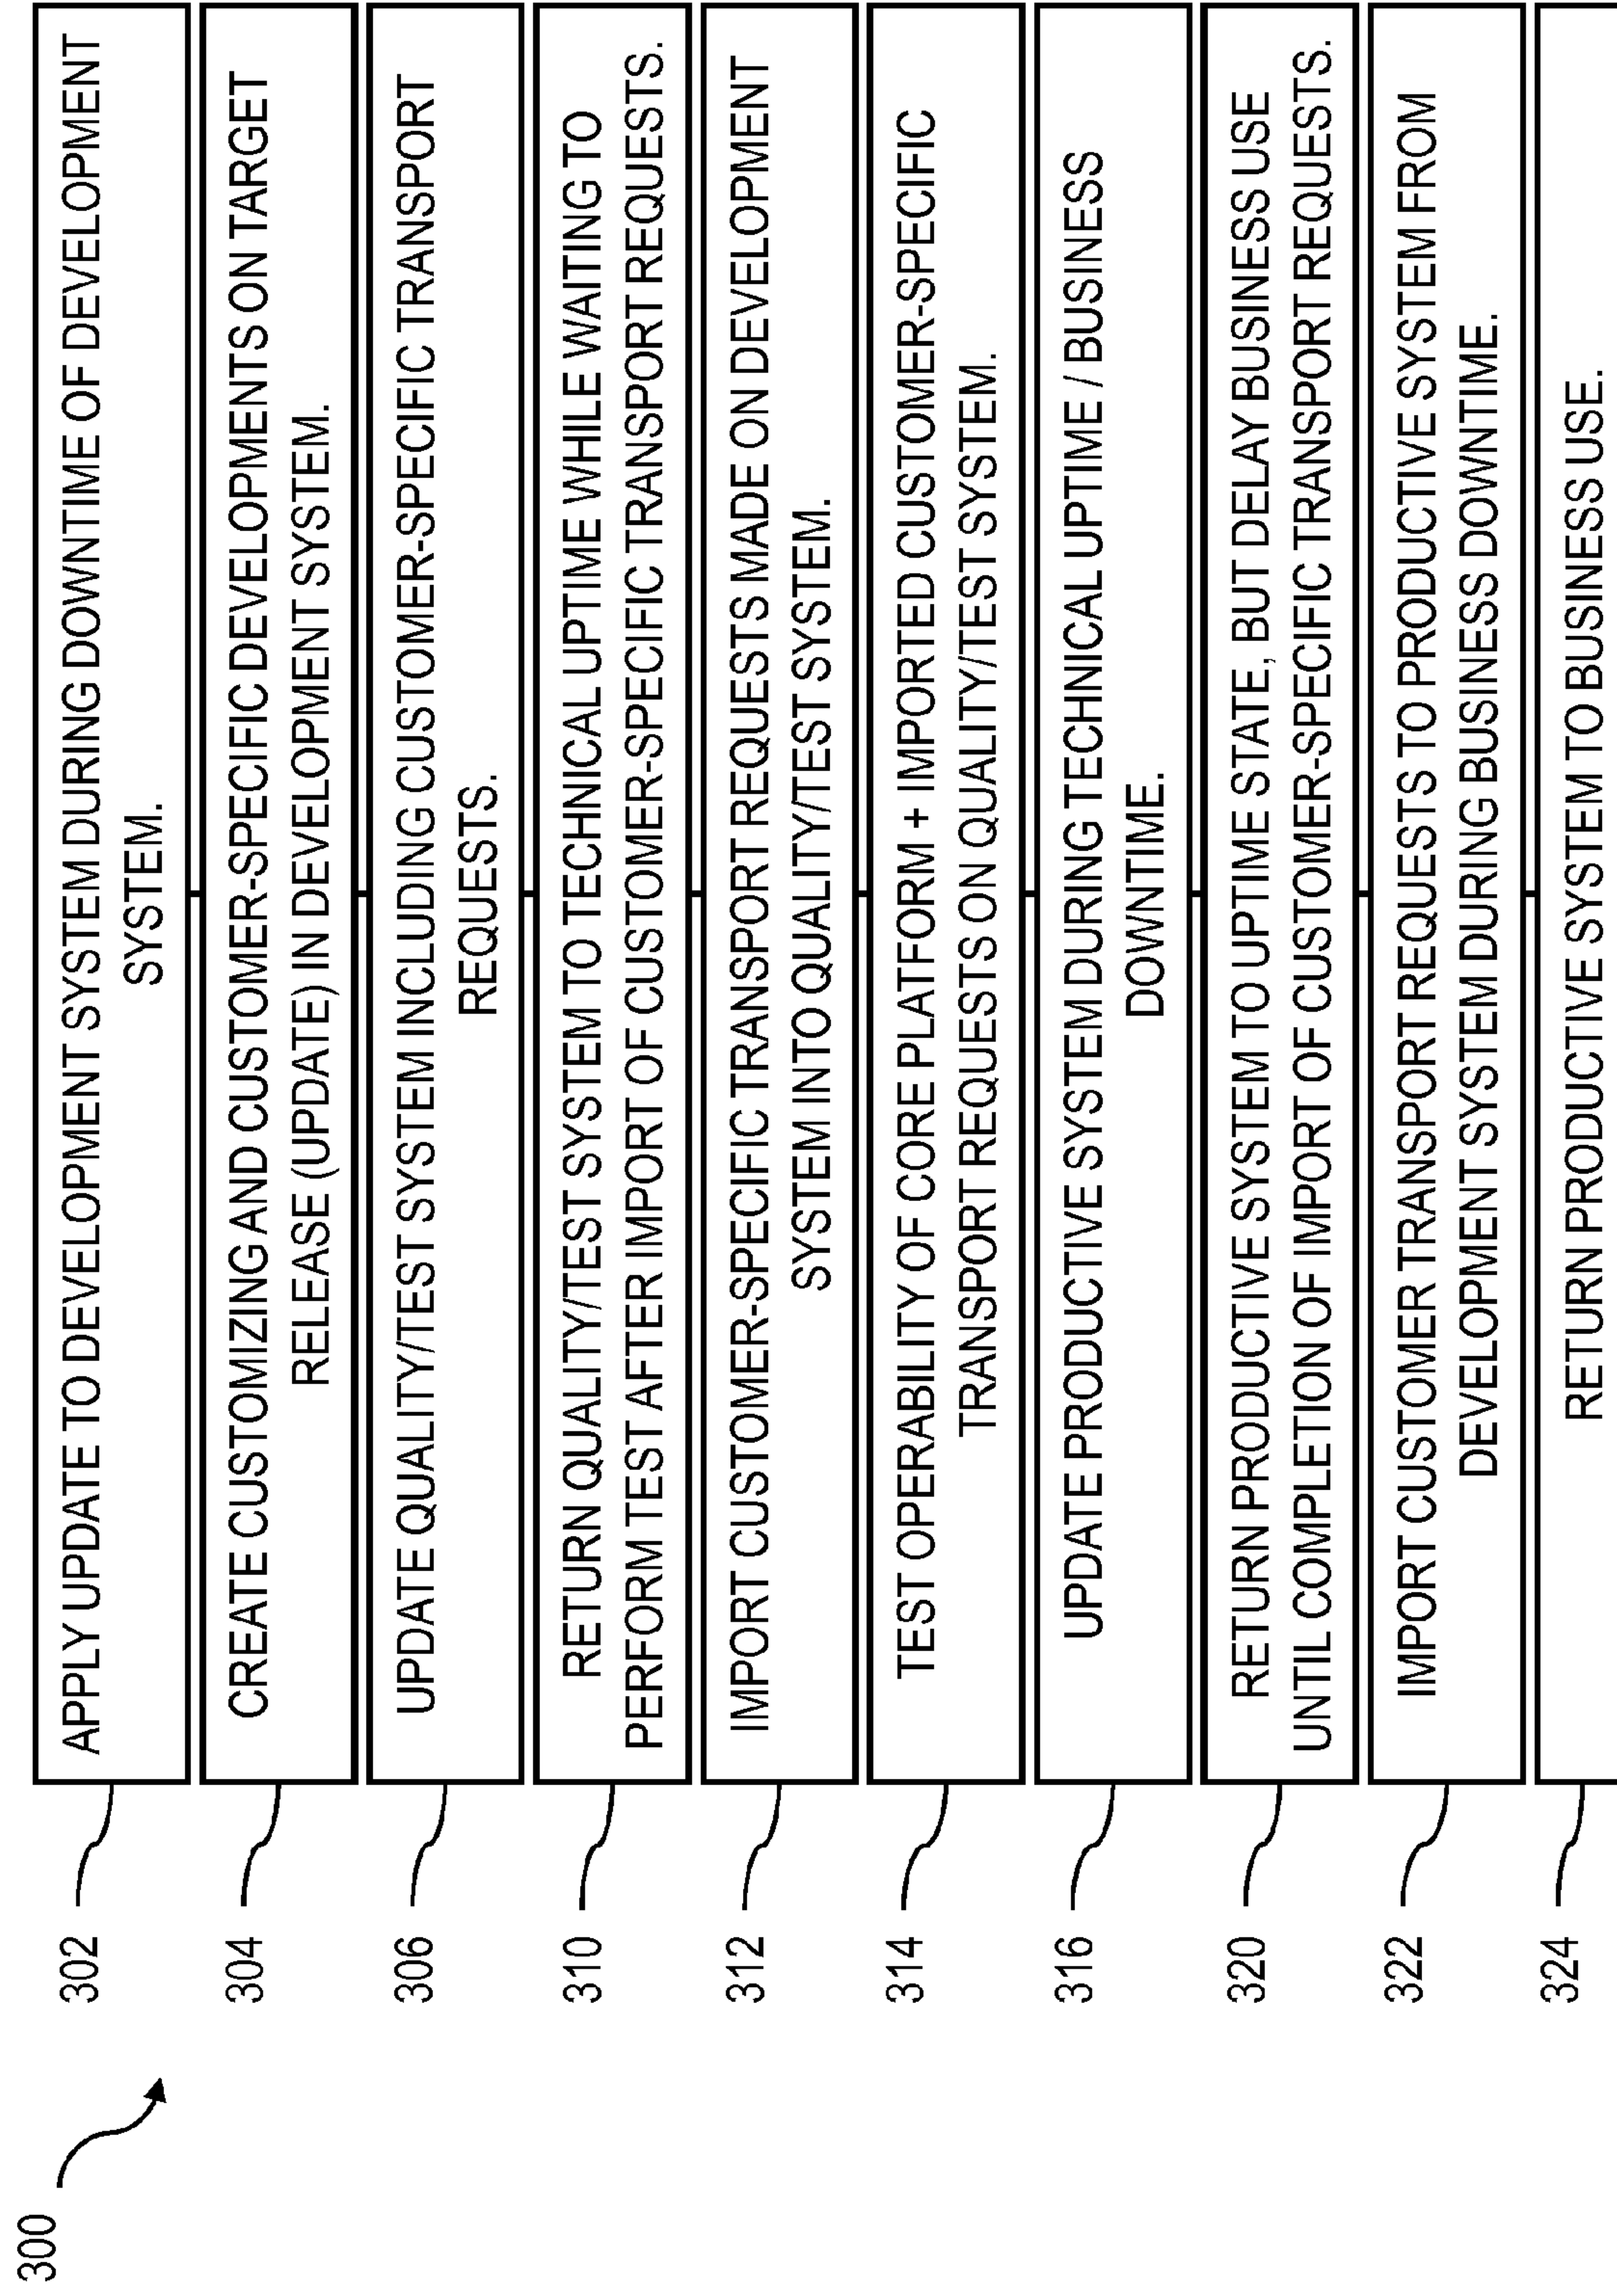 300
302
APPLY UPDATE TO DEVELOPMENT SYSTEM DURING DOWNTIME OF DEVELOPMENT
SYSTEM.
304
CREATE CUSTOMIZING AND CUSTOMER-SPECIFIC DEVELOPMENTS ON TARGET
RELEASE (UPDATE) IN DEVELOPMENT SYSTEM.
306
UPDATE QUALITY/TEST SYSTEM INCLUDING CUSTOMER-SPECIFIC TRANSPORT
REQUESTS.
310
RETURN QUALITY/TEST SYSTEM TO TECHNICAL UPTIME WHILE WAITING TO
PERFORM TEST AFTER IMPORT OF CUSTOMER-SPECIFIC TRANSPORT REQUESTS.
312
IMPORT CUSTOMER-SPECIFIC TRANSPORT REQUESTS MADE ON DEVELOPMENT
SYSTEM INTO QUALITY/TEST SYSTEM.
314
TEST OPERABILITY OF CORE PLATFORM + IMPORTED CUSTOMER-SPECIFIC
TRANSPORT REQUESTS ON QUALITY/TEST SYSTEM.
316
UPDATE PRODUCTIVE SYSTEM DURING TECHNICAL UPTIME / BUSINESS
DOWNTIME.
320
RETURN PRODUCTIVE SYSTEM TO UPTIME STATE, BUT DELAY BUSINESS USE
UNTIL COMPLETION OF IMPORT OF CUSTOMER-SPECIFIC TRANSPORT REQUESTS.
322
IMPORT CUSTOMER TRANSPORT REQUESTS TO PRODUCTIVE SYSTEM FROM
DEVELOPMENT SYSTEM DURING BUSINESS DOWNTIME.
324
RETURN PRODUCTIVE SYSTEM TO BUSINESS USE.